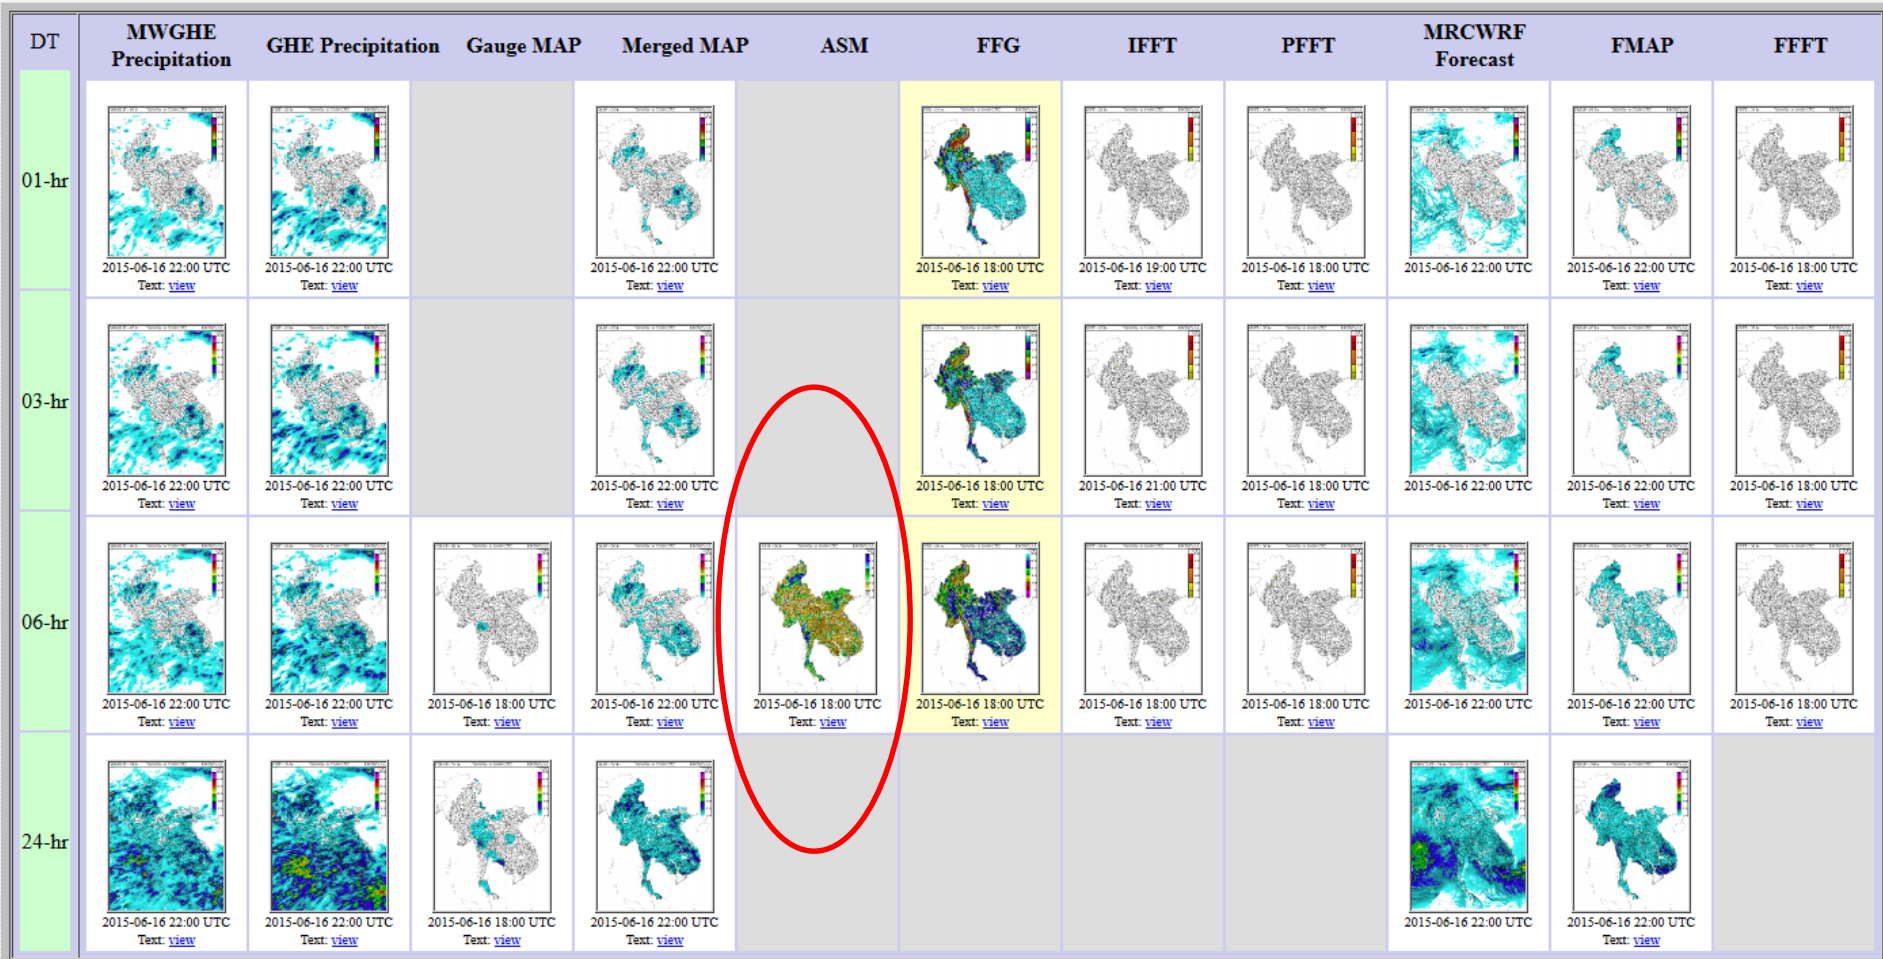 DT
MWGHE
Precipitation
GHE Precipitation
Gauge MAP
Merged MAP
ASM
FFG
IFFT
PFFT
MRCWRF
Forecast
FMAP
FFFT
01-hr
2015-06-16 22:00 UTC
Text: view
2015-06-16 22:00 UTC
Text: view
2015-06-16 22:00 UTC
Text: view
2015-06-16 18:00 UTC
Text: view
2015-06-16 19:00 UTC
Text: view
2015-06-16 18:00 UTC
Text: view
2015-06-16 22:00 UTC
2015-06-16 22:00 UTC
Text: view
2015-06-16 18:00 UTC
Text: view
03-hr
2015-06-16 22:00 UTC
Text: view
2015-06-16 22:00 UTC
Text: view
2015-06-16 22:00 UTC
Text: view
2015-06-16 18:00 UTC
Text: view
2015-06-16 21:00 UTC
Text: view
2015-06-16 18:00 UTC
Text: view
2015-06-16 22:00 UTC
2015-06-16 22:00 UTC
Text: view
2015-06-16 18:00 UTC
Text: view
06-hr
2015-06-16 22:00 UTC
Text: view
2015-06-16 22:00 UTC
Text: view
2015-06-16 18:00 UTC
Text: view
2015-06-16 22:00 UTC
Text: view
2015-06-16 18:00 UTC
Text: view
2015-06-16 18:00 UTC
Text: view
2015-06-16 18:00 UTC
Text: view
2015-06-16 18:00 UTC
Text: view
2015-06-16 22:00 UTC
2015-06-16 22:00 UTC
Text: view
2015-06-16 18:00 UTC
Text: view
24-hr
2015-06-16 22:00 UTC
Text: view
2015-06-16 22:00 UTC
Text: view
2015-06-16 18:00 UTC
Text: view
2015-06-16 22:00 UTC
Text: view
2015-06-16 22:00 UTC
2015-06-16 22:00 UTC
Text: view